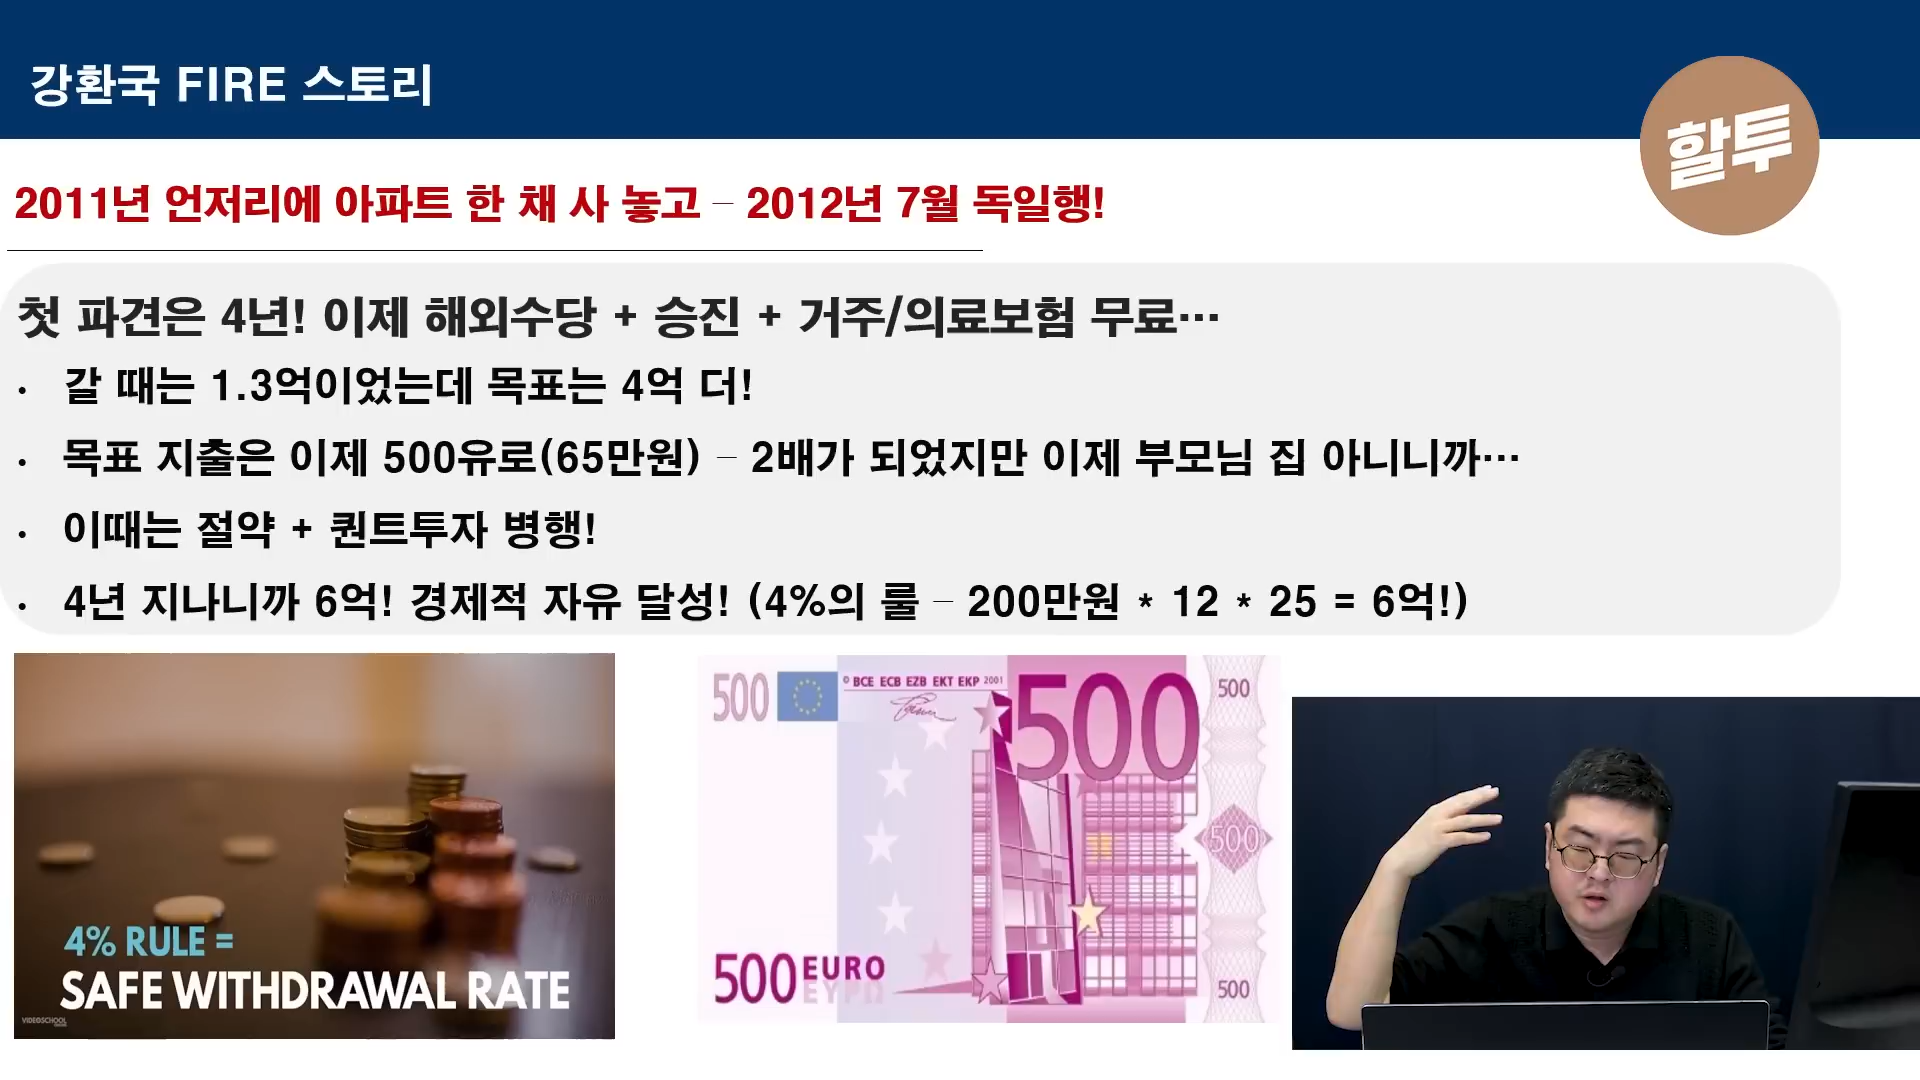 강환국 FIRE 스토리
할투
2011년 언저리에 아파트 한 채 사 놓고 – 2012년 7월 독일행!
첫 파견은 4년! 이제 해외수당 + 승진 + 거주/의료보험 무료…
• 갈 때는 1.3억이었는데 목표는 4억 더!
• 목표 지출은 이제 500유로(65만원) – 2배가 되었지만 이제 부모님 집 아니니까…
• 이때는 절약 + 퀀트투자 병행!
• 4년 지나니까 6억! 경제적 자유 달성! (4%의 룰 – 200만원 * 12 * 25 = 6억!)
4% RULE =
SAFE WITHDRAWAL RATE
VIDEOSCHOOL
500
© BCE ECB EZB EKT EKP 2001
500
500
500
500 EURO
ΕΥΡΩ
500